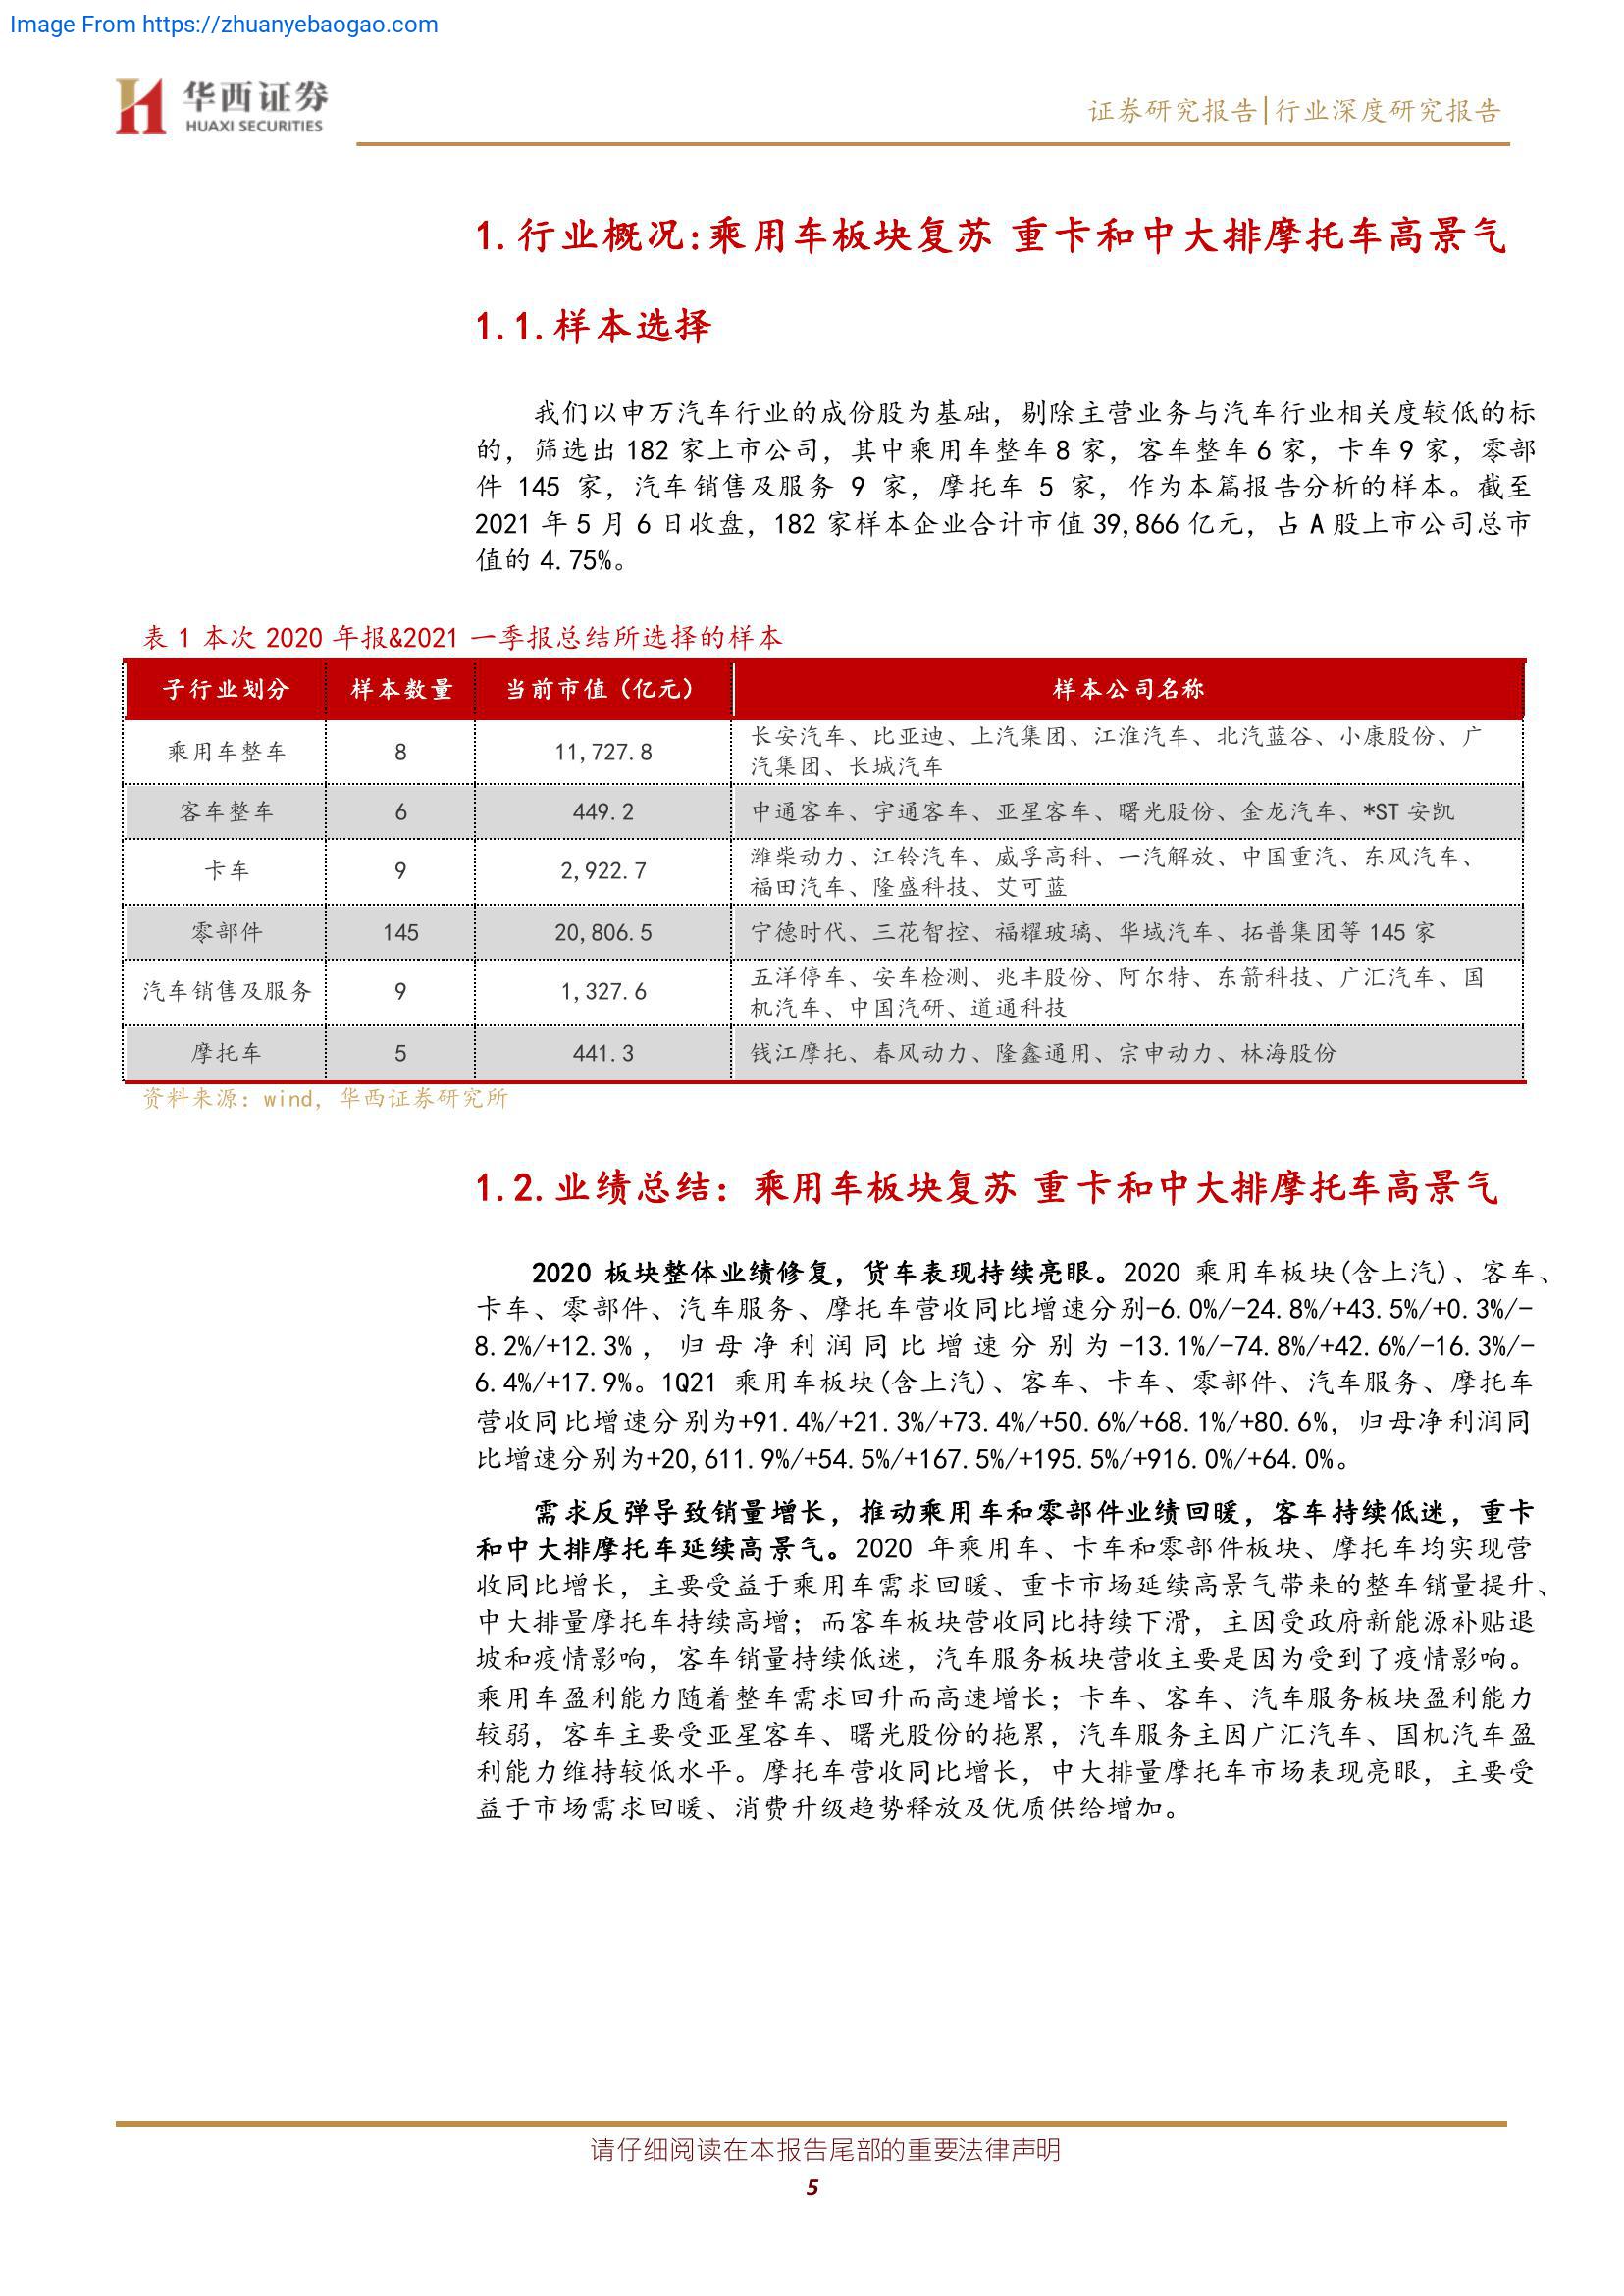 Image From https://zhuanyebaogao.com
华西证券
HUAXI SECURITIES
证券研究报告|行业深度研究报告
1.行业概况:乘用车板块复苏 重卡和中大排摩托车高景气
1.1.样本选择
我们以申万汽车行业的成份股为基础，剔除主营业务与汽车行业相关度较低的标
的，筛选出 182 家上市公司，其中乘用车整车 8 家，客车整车 6 家，卡车 9 家，零部
件 145 家，汽车销售及服务 9 家，摩托车 5 家，作为本篇报告分析的样本。截至
2021 年 5 月 6 日收盘，182 家样本企业合计市值 39,866 亿元，占 A 股上市公司总市
值的 4.75%。
表 1 本次 2020 年报&2021 一季报总结所选择的样本
子行业划分 样本数量 当前市值（亿元） 样本公司名称
乘用车整车 8 11,727.8 长安汽车、比亚迪、上汽集团、江淮汽车、北汽蓝谷、小康股份、广
汽集团、长城汽车
客车整车 6 449.2 中通客车、宇通客车、亚星客车、曙光股份、金龙汽车、*ST 安凯
卡车 9 2,922.7 潍柴动力、江铃汽车、威孚高科、一汽解放、中国重汽、东风汽车、
福田汽车、隆盛科技、艾可蓝
零部件 145 20,806.5 宁德时代、三花智控、福耀玻璃、华域汽车、拓普集团等 145 家
汽车销售及服务 9 1,327.6 五洋停车、安车检测、兆丰股份、阿尔特、东箭科技、广汇汽车、国
机汽车、中国汽研、道通科技
摩托车 5 441.3 钱江摩托、春风动力、隆鑫通用、宗申动力、林海股份
资料来源：wind，华西证券研究所
1.2.业绩总结：乘用车板块复苏 重卡和中大排摩托车高景气
2020 板块整体业绩修复，货车表现持续亮眼。2020 乘用车板块(含上汽)、客车、
卡车、零部件、汽车服务、摩托车营收同比增速分别-6.0%/-24.8%/+43.5%/+0.3%/-
8.2%/+12.3%，归母净利润同比增速分别为-13.1%/-74.8%/+42.6%/-16.3%/-
6.4%/+17.9%。1Q21 乘用车板块(含上汽)、客车、卡车、零部件、汽车服务、摩托车
营收同比增速分别为+91.4%/+21.3%/+73.4%/+50.6%/+68.1%/+80.6%，归母净利润同
比增速分别为+20,611.9%/+54.5%/+167.5%/+195.5%/+916.0%/+64.0%。
需求反弹导致销量增长，推动乘用车和零部件业绩回暖，客车持续低迷，重卡
和中大排摩托车延续高景气。2020 年乘用车、卡车和零部件板块、摩托车均实现营
收同比增长，主要受益于乘用车需求回暖、重卡市场延续高景气带来的整车销量提升、
中大排量摩托车持续高增；而客车板块营收同比持续下滑，主因受政府新能源补贴退
坡和疫情影响，客车销量持续低迷，汽车服务板块营收主要是因为受到了疫情影响。
乘用车盈利能力随着整车需求回升而高速增长；卡车、客车、汽车服务板块盈利能力
较弱，客车主要受亚星客车、曙光股份的拖累，汽车服务主因广汇汽车、国机汽车盈
利能力维持较低水平。摩托车营收同比增长，中大排量摩托车市场表现亮眼，主要受
益于市场需求回暖、消费升级趋势释放及优质供给增加。
请仔细阅读在本报告尾部的重要法律声明
5